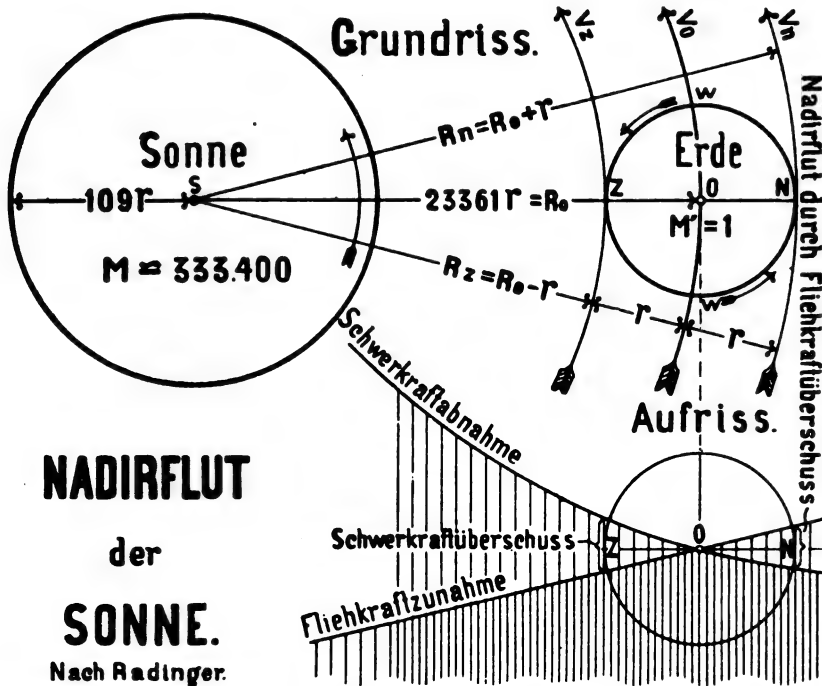 Grundriss.
Vz
Vo
Vn
Rn=Ro+r
W
Sonne
Erde
S
109r
23361r=Ro
Z
O
N
M'=1
M = 333.400
Rz=Ro-r
W
r
r
Nadirflut durch Fliehkraftüberschuss
Schwerkraftabnahme
Aufriss.
NADIRFLUT
der
SONNE.
Nach Radinger.
Schwerkraftüberschuss
Z
O
N
Fliehkraftzunahme